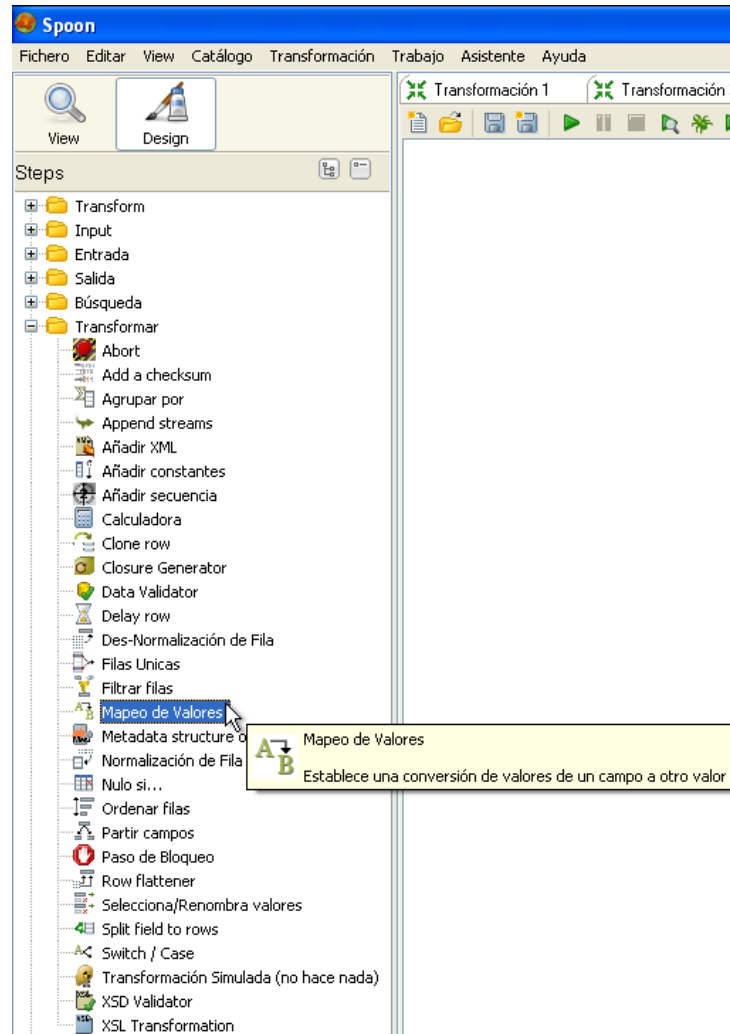 Spoon
Fichero Editar View Catálogo Transformación Trabajo Asistente Ayuda
View Design
Transformación 1 Transformación
Steps
Transform
Input
Entrada
Salida
Búsqueda
Transformar
Abort
Add a checksum
Agrupar por
Append streams
Añadir XML
Añadir constantes
Añadir secuencia
Calculadora
Clone row
Closure Generator
Data Validator
Delay row
Des-Normalización de Fila
Filas Unicas
Filtrar filas
Mapeo de Valores
Metadata structure o
Normalización de Fila
Nulo si...
Ordenar filas
Partir campos
Paso de Bloqueo
Row flattener
Selecciona/Renombra valores
Split field to rows
Switch / Case
Transformación Simulada (no hace nada)
XSD Validator
XSL Transformation
A B Mapeo de Valores
Establece una conversión de valores de un campo a otro valor